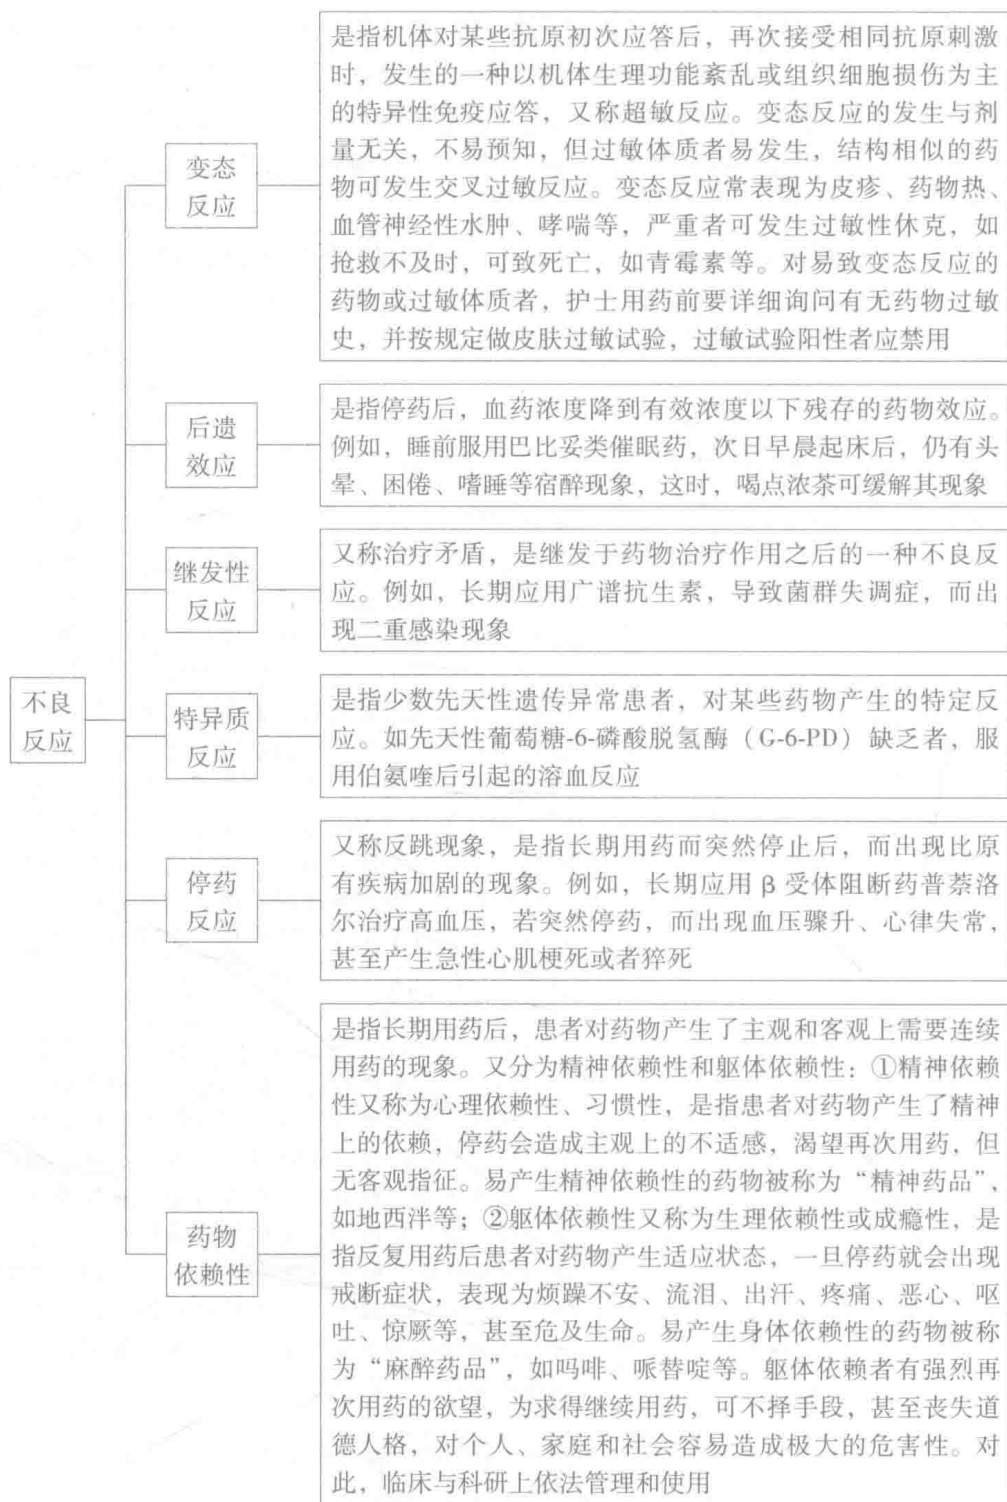 不良
反应
变态
反应
是指机体对某些抗原初次应答后，再次接受相同抗原刺激
时，发生的一种以机体生理功能紊乱或组织细胞损伤为主
的特异性免疫应答，又称超敏反应。变态反应的发生与剂
量无关，不易预知，但过敏体质者易发生，结构相似的药
物可发生交叉过敏反应。变态反应常表现为皮疹、药物热、
血管神经性水肿、哮喘等，严重者可发生过敏性休克，如
抢救不及时，可致死亡，如青霉素等。对易致变态反应的
药物或过敏体质者，护士用药前要详细询问有无药物过敏
史，并按规定做皮肤过敏试验，过敏试验阳性者应禁用
后遗
效应
是指停药后，血药浓度降到有效浓度以下残存的药物效应。
例如，睡前服用巴比妥类催眠药，次日早晨起床后，仍有头
晕、困倦、嗜睡等宿醉现象，这时，喝点浓茶可缓解其现象
继发性
反应
又称治疗矛盾，是继发于药物治疗作用之后的一种不良反
应。例如，长期应用广谱抗生素，导致菌群失调症，而出
现二重感染现象
特异质
反应
是指少数先天性遗传异常患者，对某些药物产生的特定反
应。如先天性葡萄糖-6-磷酸脱氢酶（G-6-PD）缺乏者，服
用伯氨喹后引起的溶血反应
停药
反应
又称反跳现象，是指长期用药而突然停止后，而出现比原
有疾病加剧的现象。例如，长期应用 β 受体阻断药普萘洛
尔治疗高血压，若突然停药，而出现血压骤升、心律失常，
甚至产生急性心肌梗死或者猝死
药物
依赖性
是指长期用药后，患者对药物产生了主观和客观上需要连续
用药的现象。又分为精神依赖性和躯体依赖性：①精神依赖
性又称为心理依赖性、习惯性，是指患者对药物产生了精神
上的依赖，停药会造成主观上的不适感，渴望再次用药，但
无客观指征。易产生精神依赖性的药物被称为“精神药品”，
如地西泮等；②躯体依赖性又称为生理依赖性或成瘾性，是
指反复用药后患者对药物产生适应状态，一旦停药就会出现
戒断症状，表现为烦躁不安、流泪、出汗、疼痛、恶心、呕
吐、惊厥等，甚至危及生命。易产生身体依赖性的药物被称
为“麻醉药品”，如吗啡、哌替啶等。躯体依赖者有强烈再
次用药的欲望，为求得继续用药，可不择手段，甚至丧失道
德人格，对个人、家庭和社会容易造成极大的危害性。对
此，临床与科研上依法管理和使用